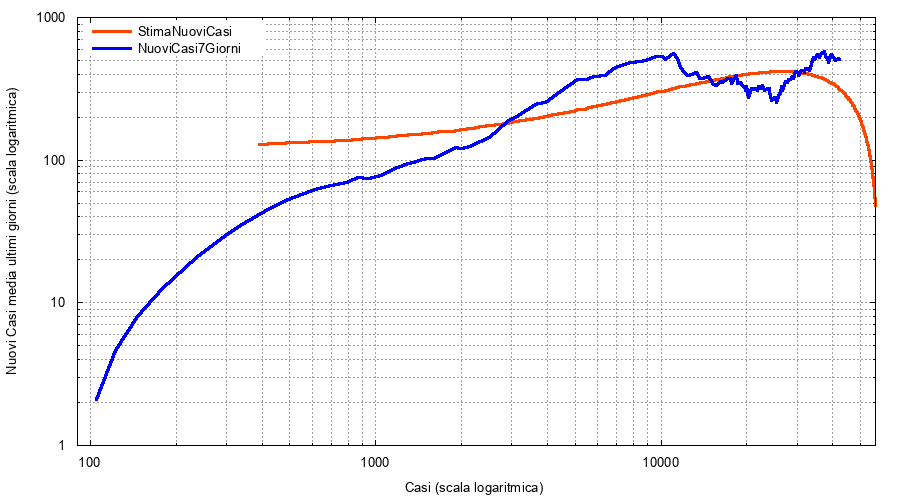 1000
StimaNuoviCasi
NuoviCasi7Giorni
100
10
1
Nuovi Casi media ultimi giorni (scala logaritmica)
100 1000 10000
Casi (scala logaritmica)